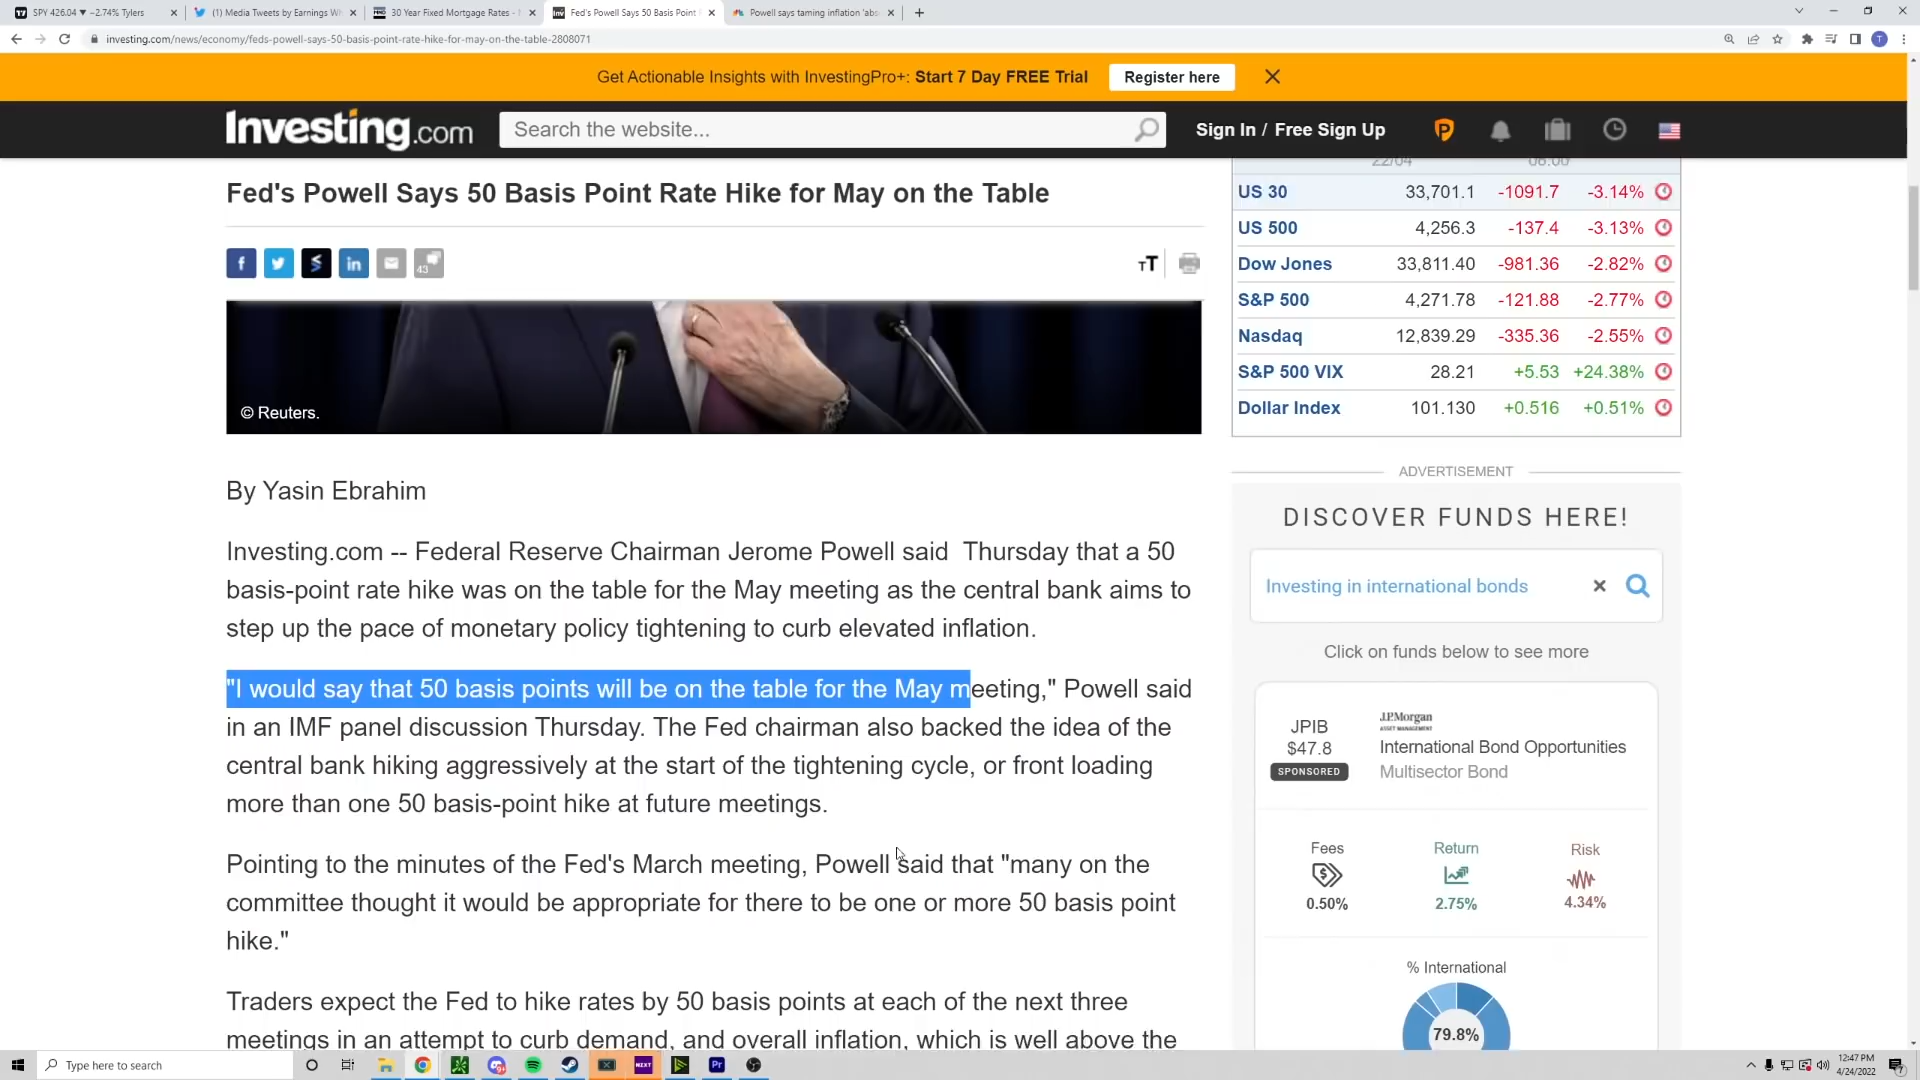 SPY 426.04 ▼ −2.74% Tylers
(1) Media Tweets by Earnings Wh
30 Year Fixed Mortgage Rates -
Fed's Powell Says 50 Basis Point
Powell says taming inflation 'abs
investing.com/news/economy/feds-powell-says-50-basis-point-rate-hike-for-may-on-the-table-2808071
T
Get Actionable Insights with InvestingPro+: Start 7 Day FREE Trial
Register here
Investing.com
Search the website...
Sign In / Free Sign Up
Fed's Powell Says 50 Basis Point Rate Hike for May on the Table
43
TT
© Reuters.
By Yasin Ebrahim
Investing.com -- Federal Reserve Chairman Jerome Powell said  Thursday that a 50
basis-point rate hike was on the table for the May meeting as the central bank aims to
step up the pace of monetary policy tightening to curb elevated inflation.
"I would say that 50 basis points will be on the table for the May meeting," Powell said
in an IMF panel discussion Thursday. The Fed chairman also backed the idea of the
central bank hiking aggressively at the start of the tightening cycle, or front loading
more than one 50 basis-point hike at future meetings.
Pointing to the minutes of the Fed's March meeting, Powell said that "many on the
committee thought it would be appropriate for there to be one or more 50 basis point
hike."
Traders expect the Fed to hike rates by 50 basis points at each of the next three
meetings in an attempt to curb demand, and overall inflation, which is well above the
22/04 06:00
US 30 33,701.1 -1091.7 -3.14%
US 500 4,256.3 -137.4 -3.13%
Dow Jones 33,811.40 -981.36 -2.82%
S&P 500 4,271.78 -121.88 -2.77%
Nasdaq 12,839.29 -335.36 -2.55%
S&P 500 VIX 28.21 +5.53 +24.38%
Dollar Index 101.130 +0.516 +0.51%
ADVERTISEMENT
DISCOVER FUNDS HERE!
Investing in international bonds
Click on funds below to see more
JPIB
$47.8
SPONSORED
J.P.Morgan
ASSET MANAGEMENT
International Bond Opportunities
Multisector Bond
Fees Return Risk
0.50% 2.75% 4.34%
% International
79.8%
Type here to search
NEXT
Pr
12:47 PM
4/24/2022